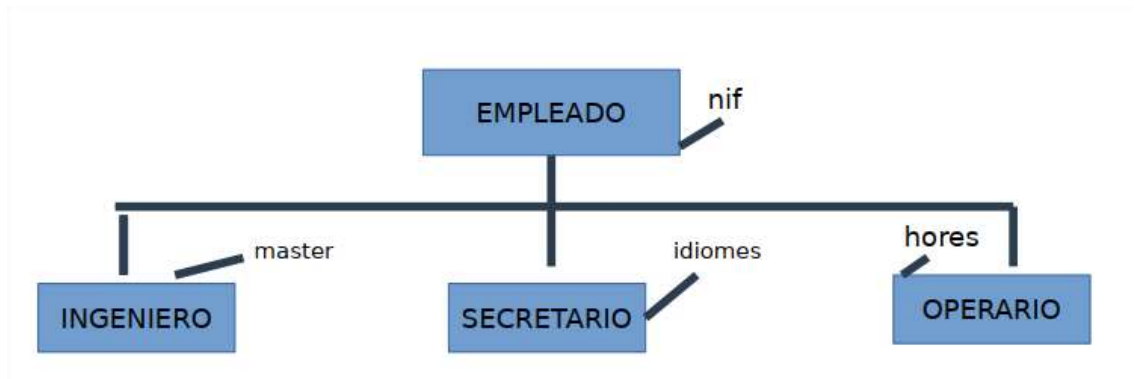 EMPLEADO
nif
master
idiomes
hores
INGENIERO
SECRETARIO
OPERARIO